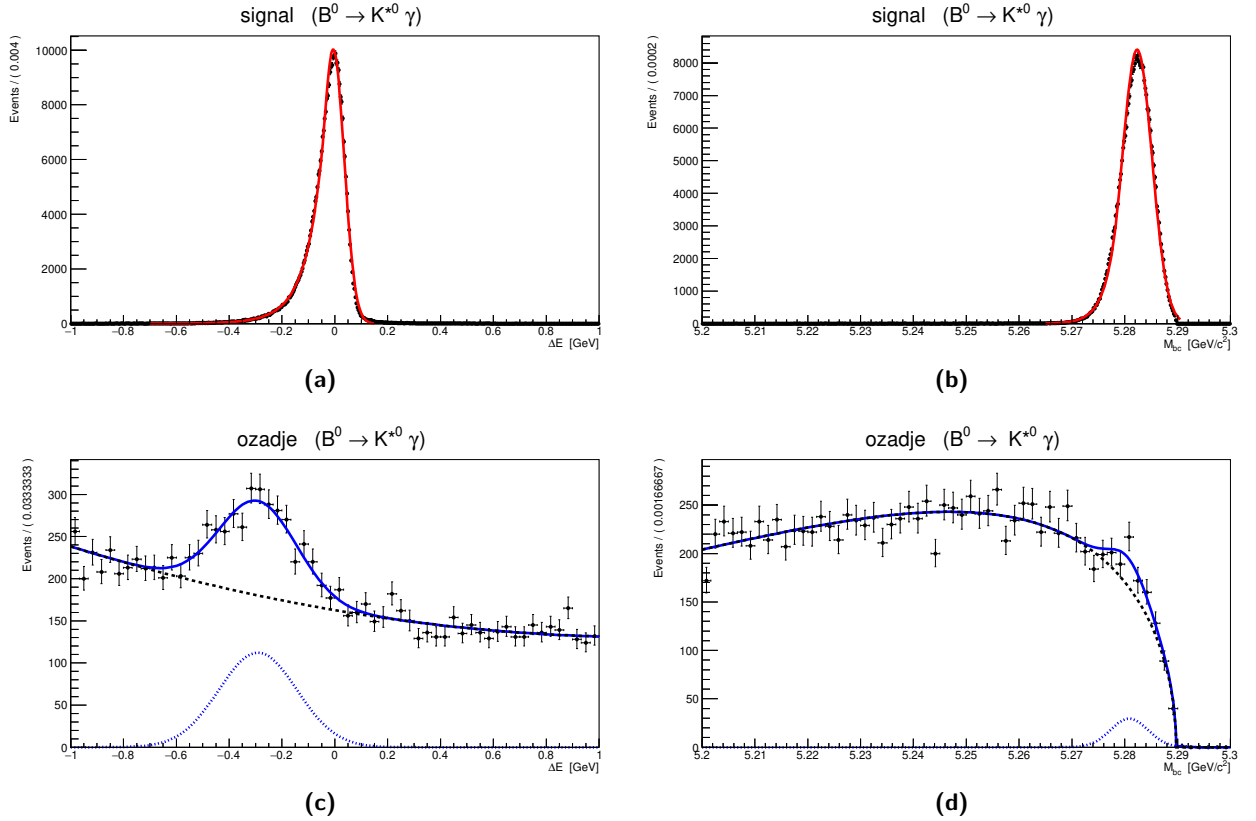 signal (B⁰ → K*⁰ γ)
Events / ( 0.004 )
10000
8000
6000
4000
2000
0
−1 −0.8 −0.6 −0.4 −0.2 0 0.2 0.4 0.6 0.8 1
ΔE [GeV]
(a)
signal (B⁰ → K*⁰ γ)
Events / ( 0.0002 )
8000
7000
6000
5000
4000
3000
2000
1000
0
5.2 5.21 5.22 5.23 5.24 5.25 5.26 5.27 5.28 5.29 5.3
M_bc [GeV/c²]
(b)
ozadje (B⁰ → K*⁰ γ)
Events / ( 0.0333333 )
300
250
200
150
100
50
0
−1 −0.8 −0.6 −0.4 −0.2 0 0.2 0.4 0.6 0.8 1
ΔE [GeV]
(c)
ozadje (B⁰ → K*⁰ γ)
Events / ( 0.00166667 )
250
200
150
100
50
0
5.2 5.21 5.22 5.23 5.24 5.25 5.26 5.27 5.28 5.29 5.3
M_bc [GeV/c²]
(d)